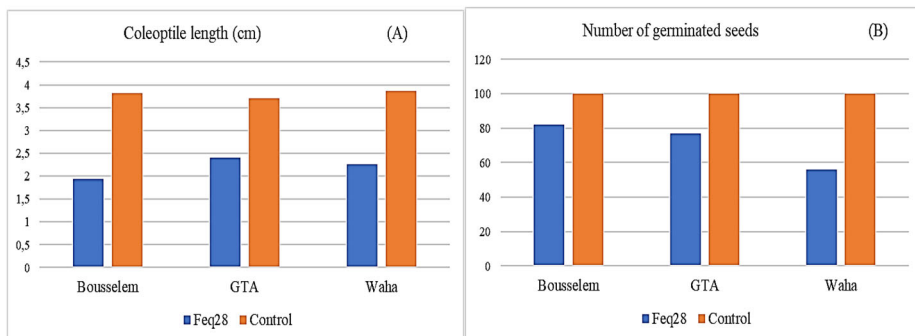 Coleoptile length (cm) (A)
4,5
4
3,5
3
2,5
2
1,5
1
0,5
0
Bousselem GTA Waha
Feq28 Control
Number of germinated seeds (B)
120
100
80
60
40
20
0
Bousselem GTA Waha
Feq28 Control